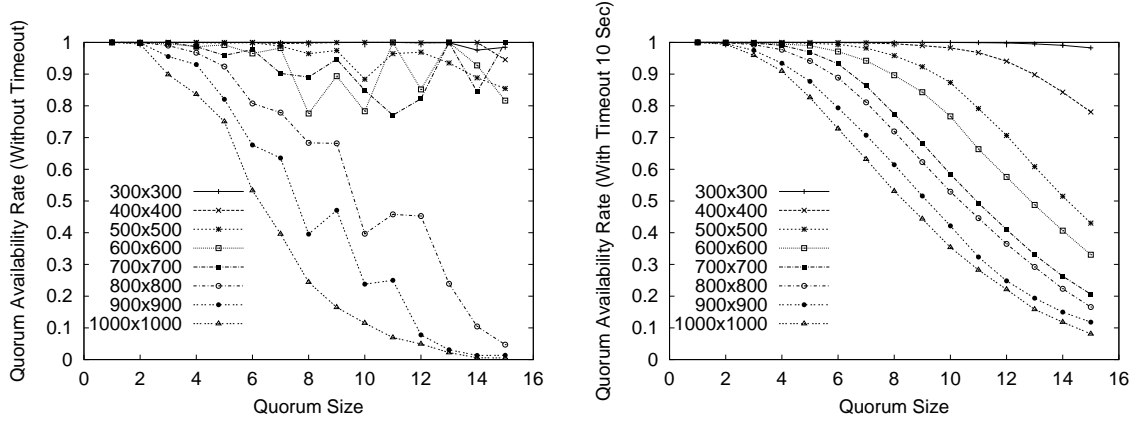 Quorum Availability Rate (Without Timeout)
1
0.9
0.8
0.7
0.6
0.5
0.4
0.3
0.2
0.1
0
300x300
400x400
500x500
600x600
700x700
800x800
900x900
1000x1000
0 2 4 6 8 10 12 14 16
Quorum Size
Quorum Availability Rate (With Timeout 10 Sec)
1
0.9
0.8
0.7
0.6
0.5
0.4
0.3
0.2
0.1
0
300x300
400x400
500x500
600x600
700x700
800x800
900x900
1000x1000
0 2 4 6 8 10 12 14 16
Quorum Size